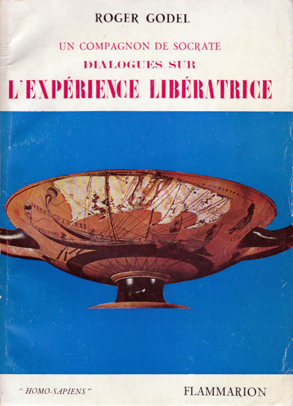 ROGER GODEL
UN COMPAGNON DE SOCRATE
DIALOGUES SUR
L'EXPÉRIENCE LIBÉRATRICE
"HOMO-SAPIENS"
FLAMMARION